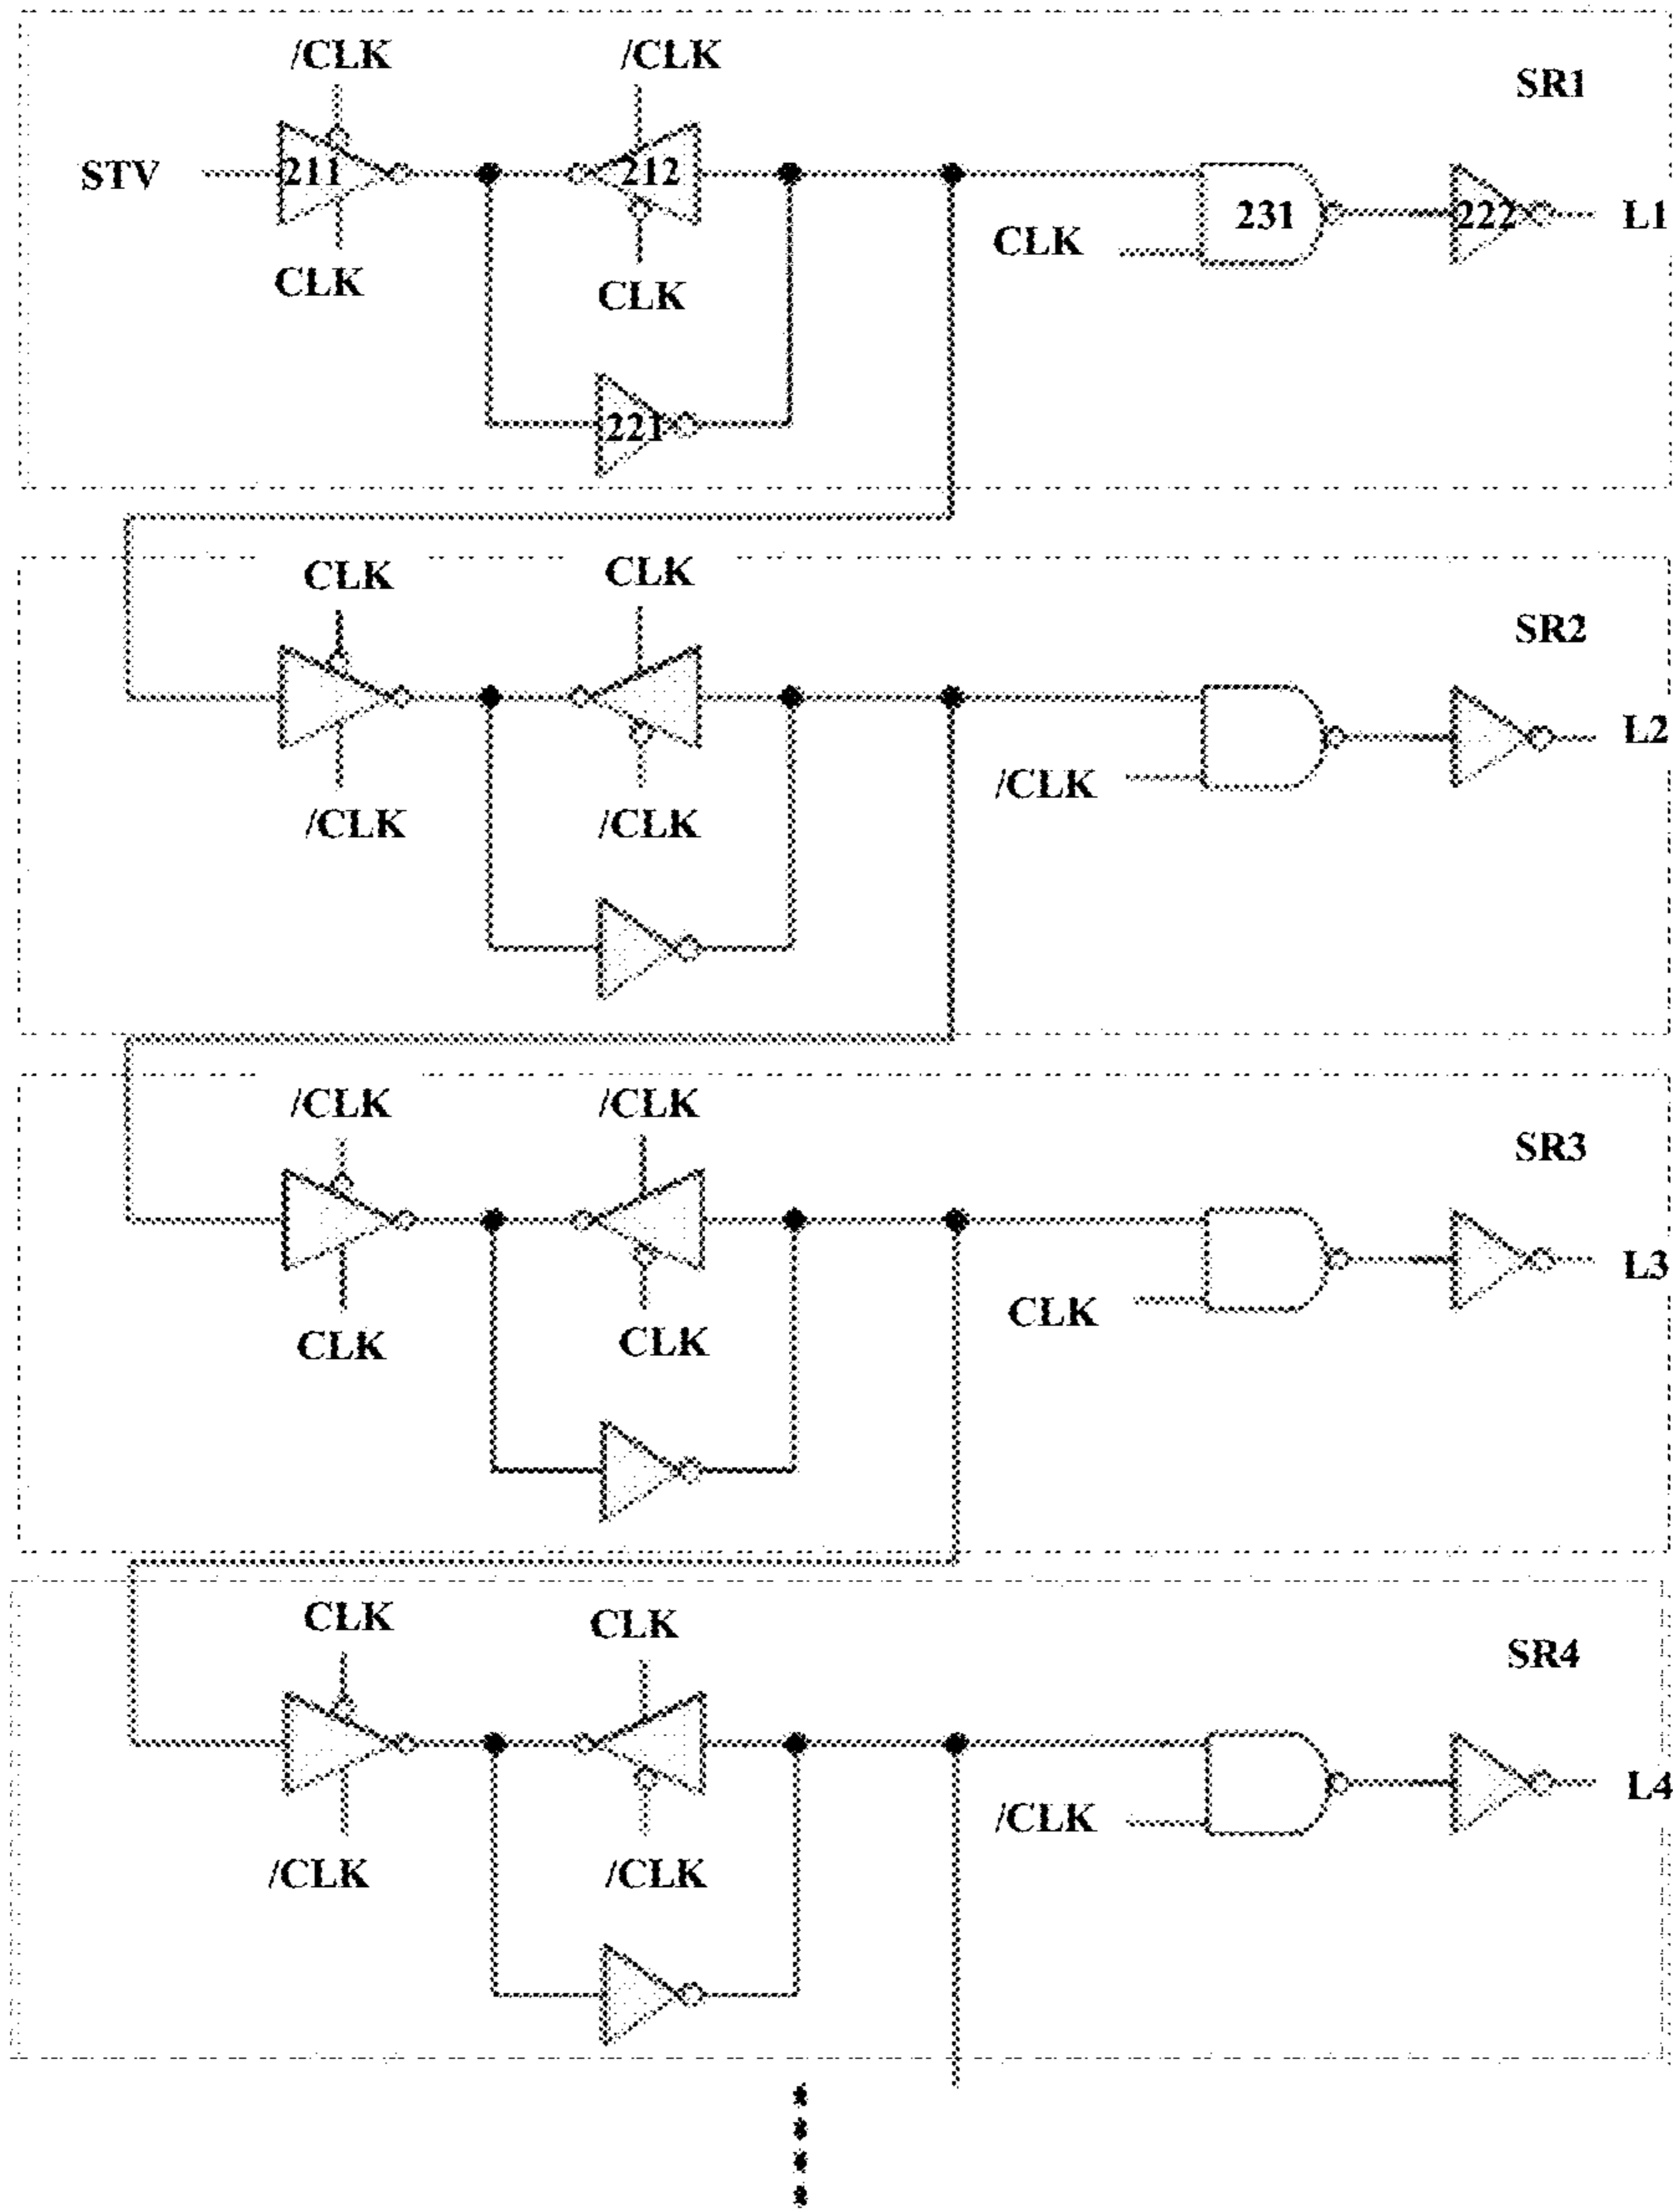 /CLK /CLK SR1
STV 211 212 231 222 L1
CLK CLK CLK
221
CLK CLK SR2
L2
/CLK /CLK /CLK
/CLK /CLK SR3
L3
CLK CLK CLK
CLK CLK SR4
L4
/CLK /CLK /CLK